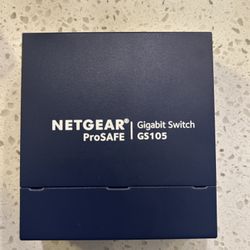 NETGEAR® | Gigabit Switch
ProSAFE | GS105